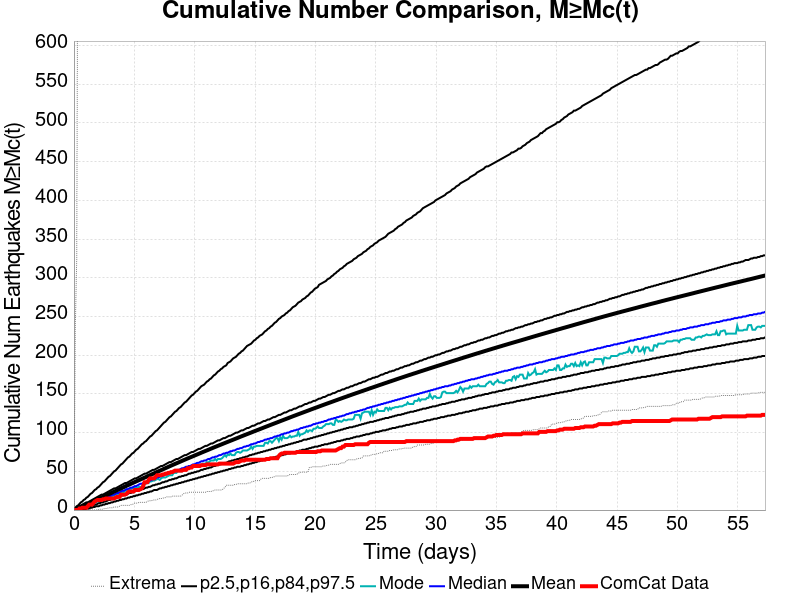 Cumulative Number Comparison, M≥Mc(t)
Cumulative Num Earthquakes M≥Mc(t)
600
550
500
450
400
350
300
250
200
150
100
50
0
0 5 10 15 20 25 30 35 40 45 50 55
Time (days)
Extrema p2.5,p16,p84,p97.5 Mode Median Mean ComCat Data